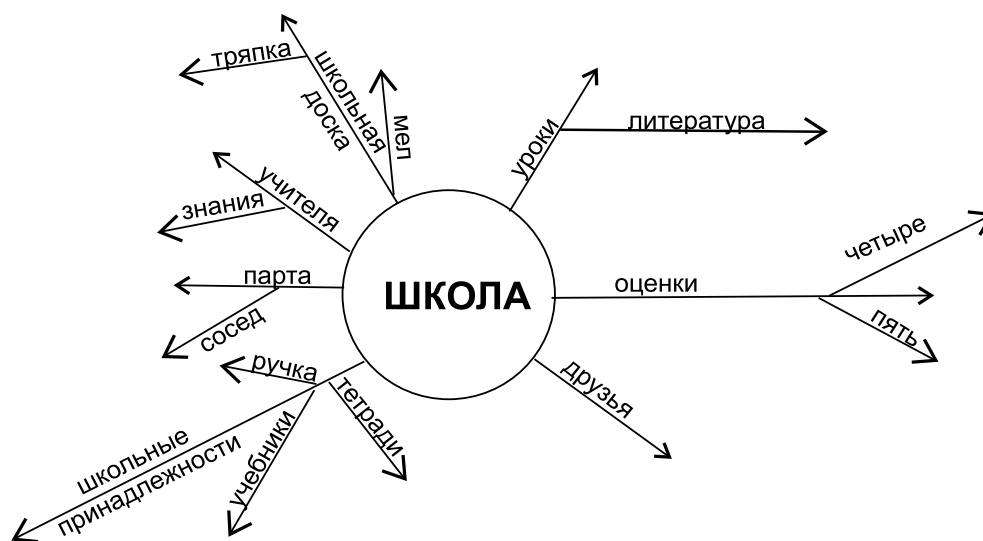 тряпка
школьная
доска
мел
уроки
литература
учителя
знания
парта
сосед
ШКОЛА
оценки
четыре
пять
друзья
ручка
тетради
учебники
школьные
принадлежности